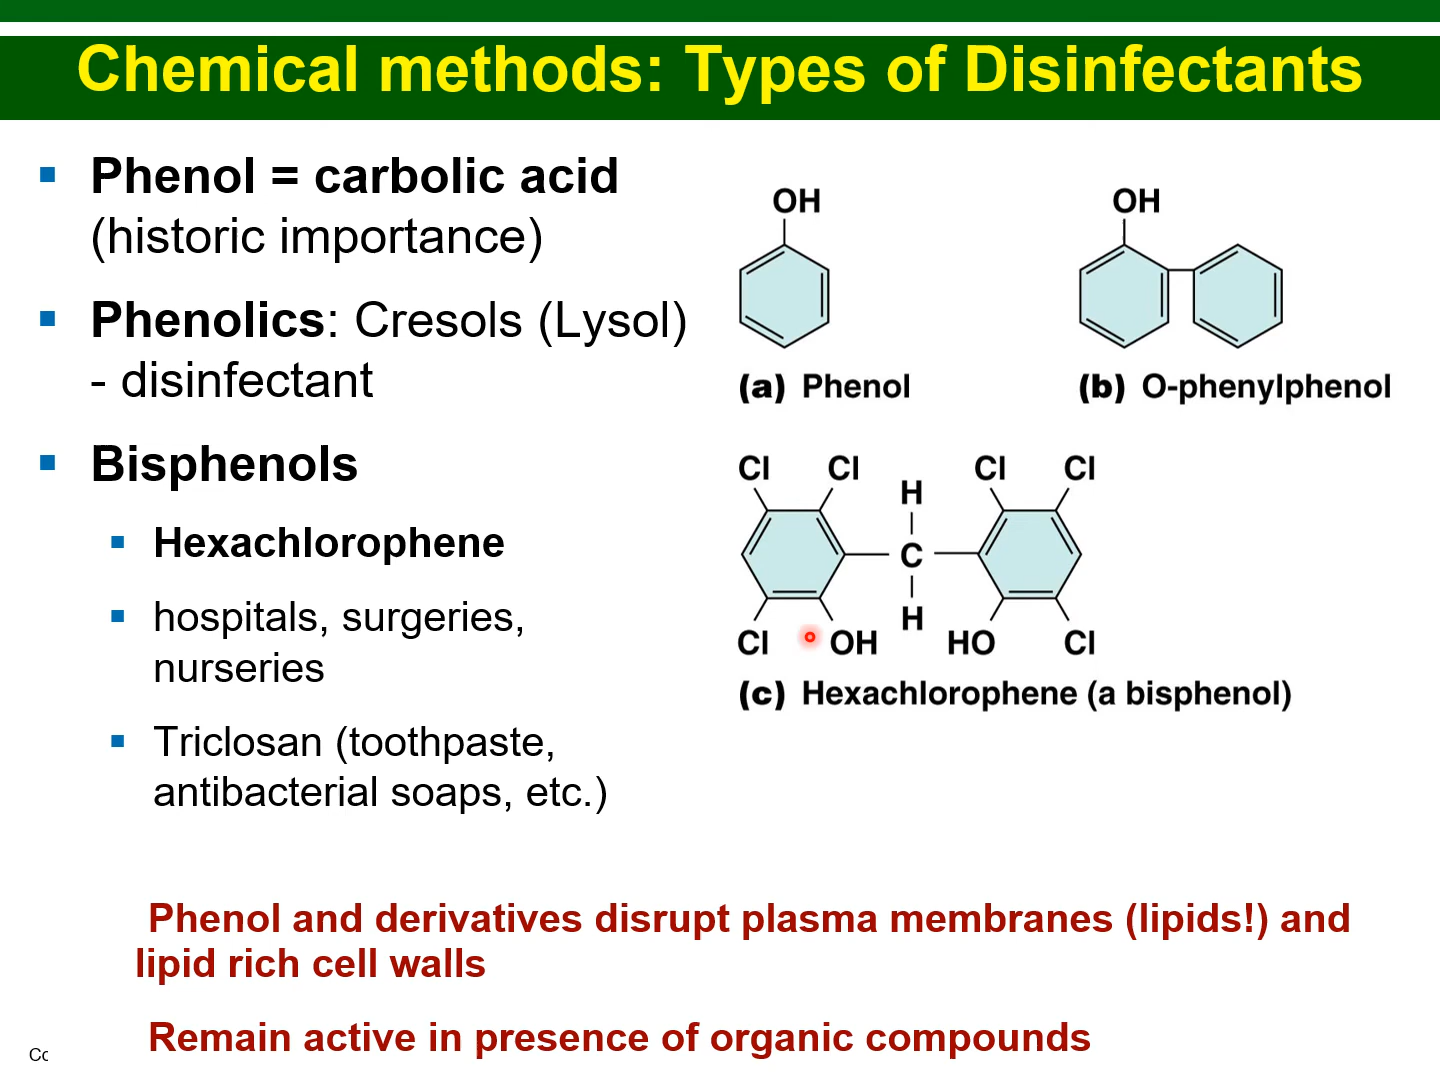 Chemical methods: Types of Disinfectants
Phenol = carbolic acid
(historic importance)
Phenolics: Cresols (Lysol)
- disinfectant
Bisphenols
Hexachlorophene
hospitals, surgeries,
nurseries
Triclosan (toothpaste,
antibacterial soaps, etc.)
OH
(a) Phenol
OH
(b) O-phenylphenol
Cl Cl H Cl Cl
C
Cl OH H HO Cl
(c) Hexachlorophene (a bisphenol)
Phenol and derivatives disrupt plasma membranes (lipids!) and
lipid rich cell walls
Remain active in presence of organic compounds